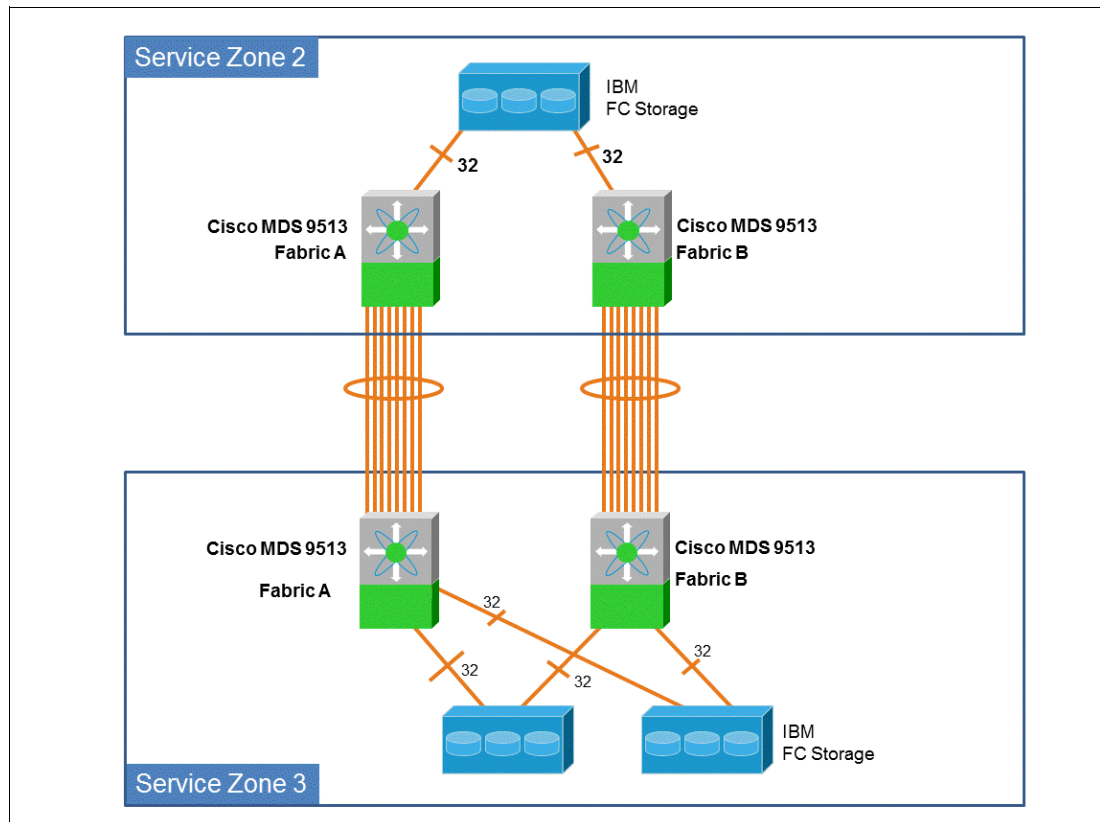 Service Zone 2
IBM
FC Storage
32
32
Cisco MDS 9513
Fabric A
Cisco MDS 9513
Fabric B
Cisco MDS 9513
Fabric A
Cisco MDS 9513
Fabric B
32
32
32
32
IBM
FC Storage
Service Zone 3